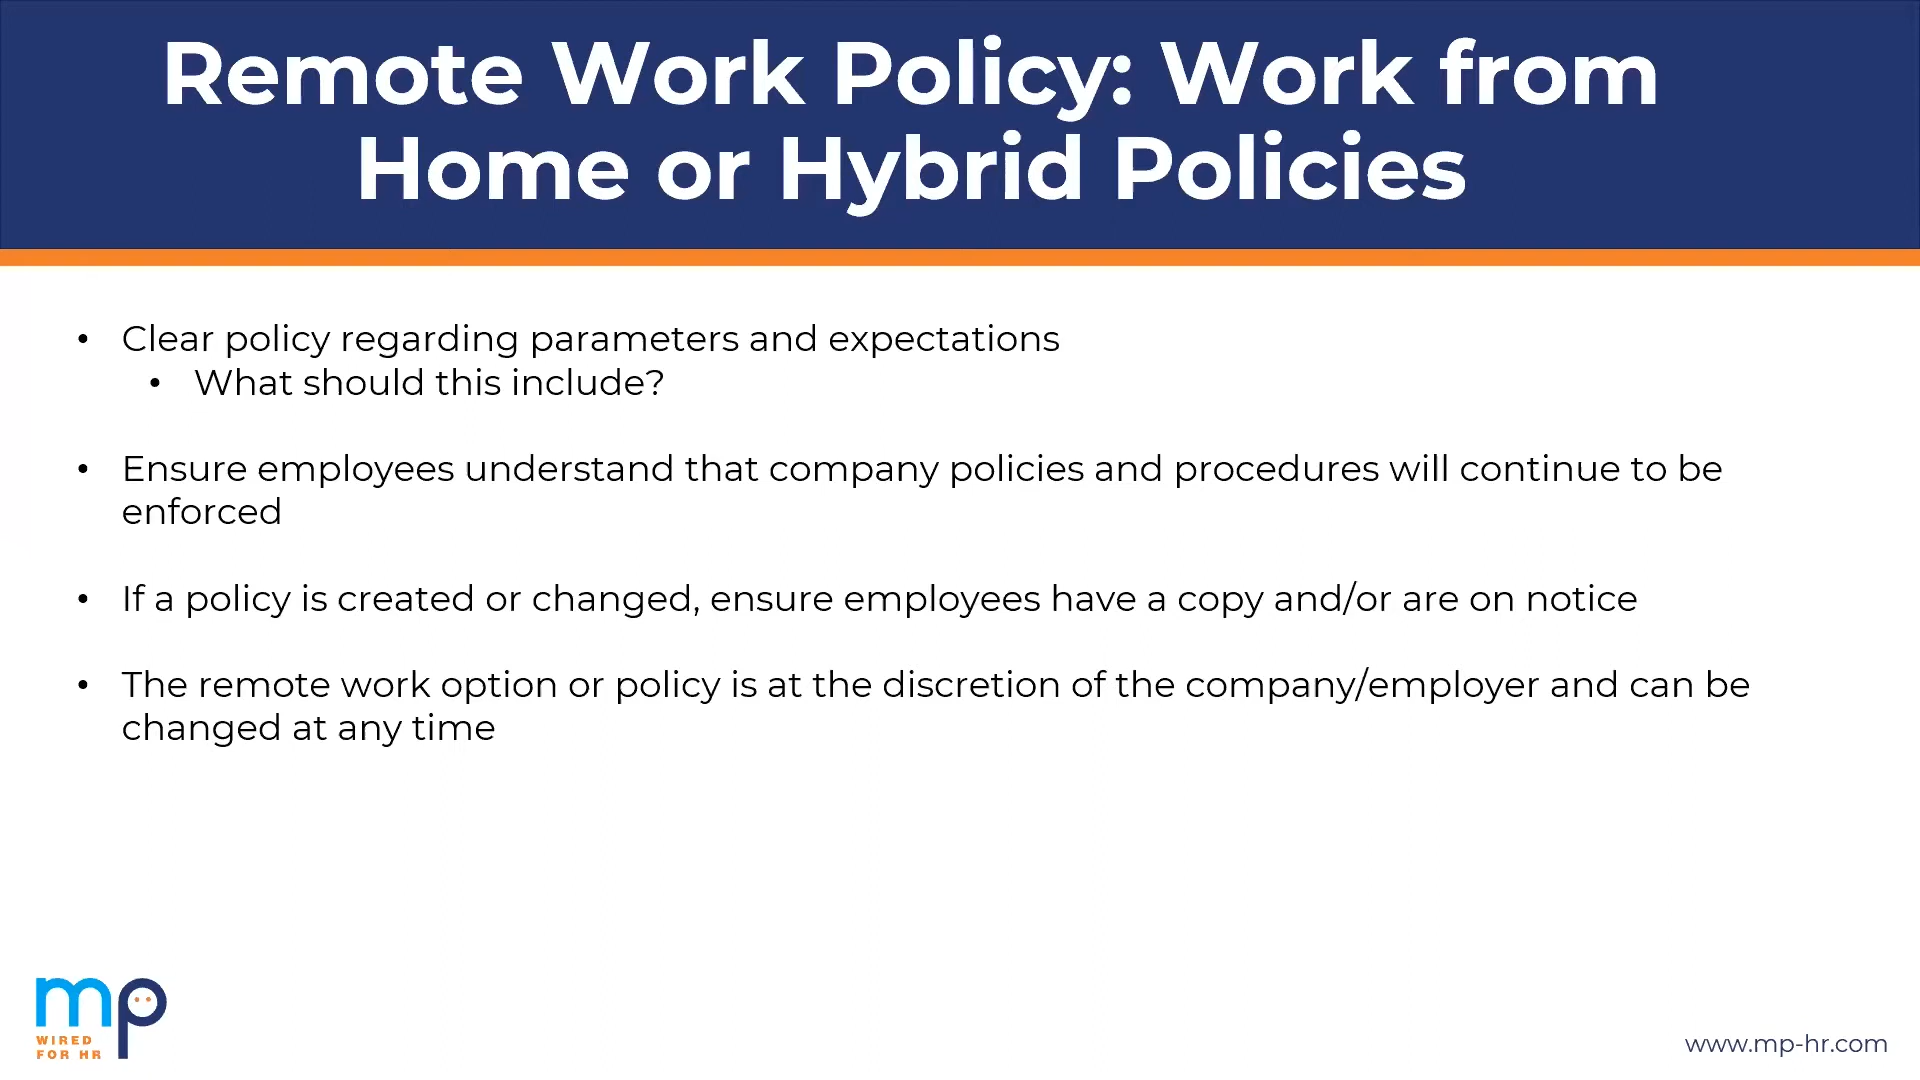 Remote Work Policy: Work from
Home or Hybrid Policies
• Clear policy regarding parameters and expectations
• What should this include?
• Ensure employees understand that company policies and procedures will continue to be
enforced
• If a policy is created or changed, ensure employees have a copy and/or are on notice
• The remote work option or policy is at the discretion of the company/employer and can be
changed at any time
mp
WIRED
FOR HR
www.mp-hr.com